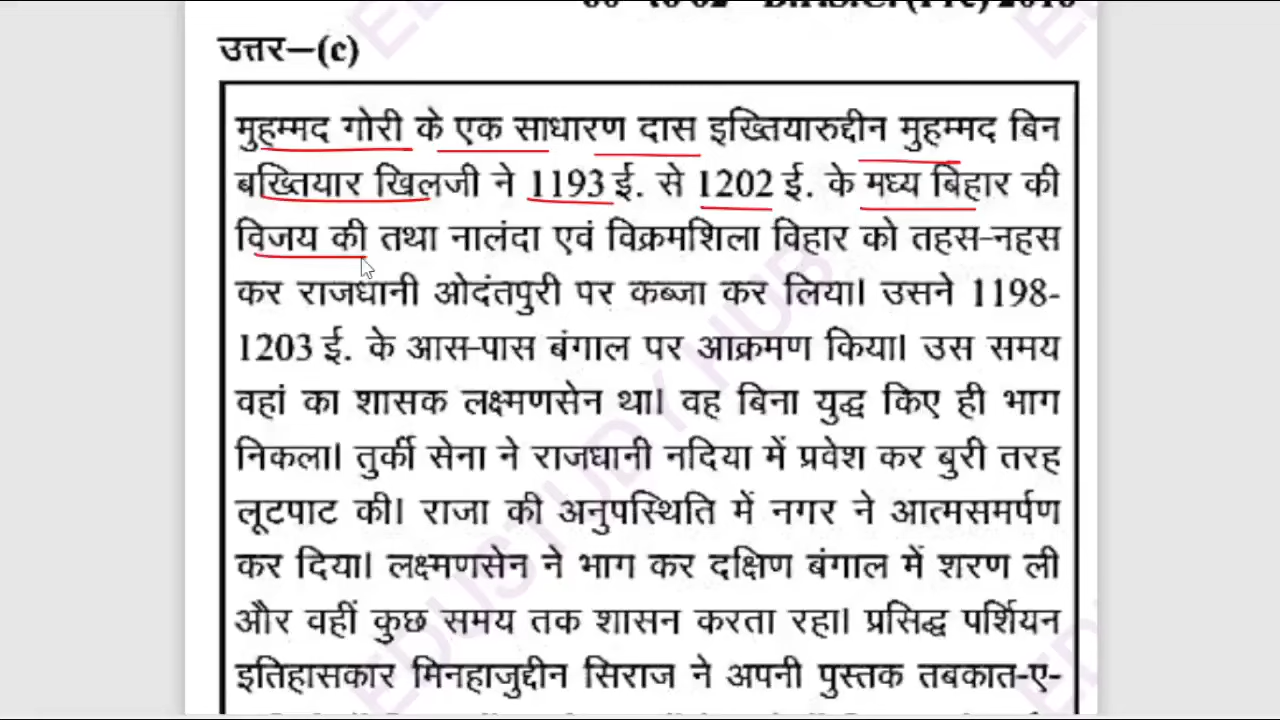 उत्तर–(c)
मुहम्मद गोरी के एक साधारण दास इख्तियारुद्दीन मुहम्मद बिन
बख्तियार खिलजी ने 1193 ई. से 1202 ई. के मध्य बिहार की
विजय की तथा नालंदा एवं विक्रमशिला विहार को तहस-नहस
कर राजधानी ओदंतपुरी पर कब्जा कर लिया। उसने 1198-
1203 ई. के आस-पास बंगाल पर आक्रमण किया। उस समय
वहां का शासक लक्ष्मणसेन था। वह बिना युद्ध किए ही भाग
निकला। तुर्की सेना ने राजधानी नदिया में प्रवेश कर बुरी तरह
लूटपाट की। राजा की अनुपस्थिति में नगर ने आत्मसमर्पण
कर दिया। लक्ष्मणसेन ने भाग कर दक्षिण बंगाल में शरण ली
और वहीं कुछ समय तक शासन करता रहा। प्रसिद्ध पर्शियन
इतिहासकार मिनहाजुद्दीन सिराज ने अपनी पुस्तक तबकात-ए-
EDUSTUDY HUB